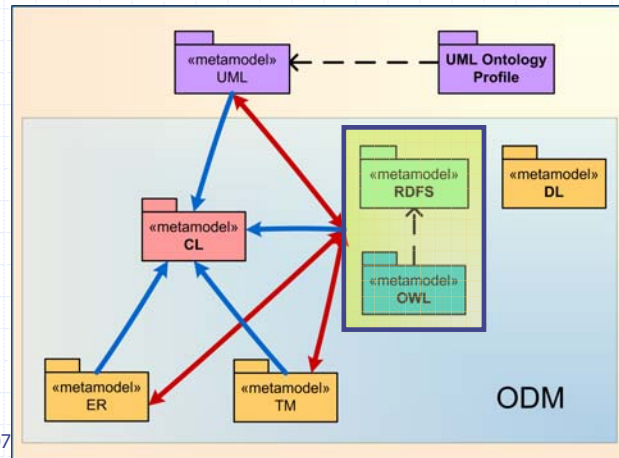 «metamodel»
UML
UML Ontology
Profile
«metamodel»
RDFS
«metamodel»
DL
«metamodel»
CL
«metamodel»
OWL
«metamodel»
ER
«metamodel»
TM
ODM
7